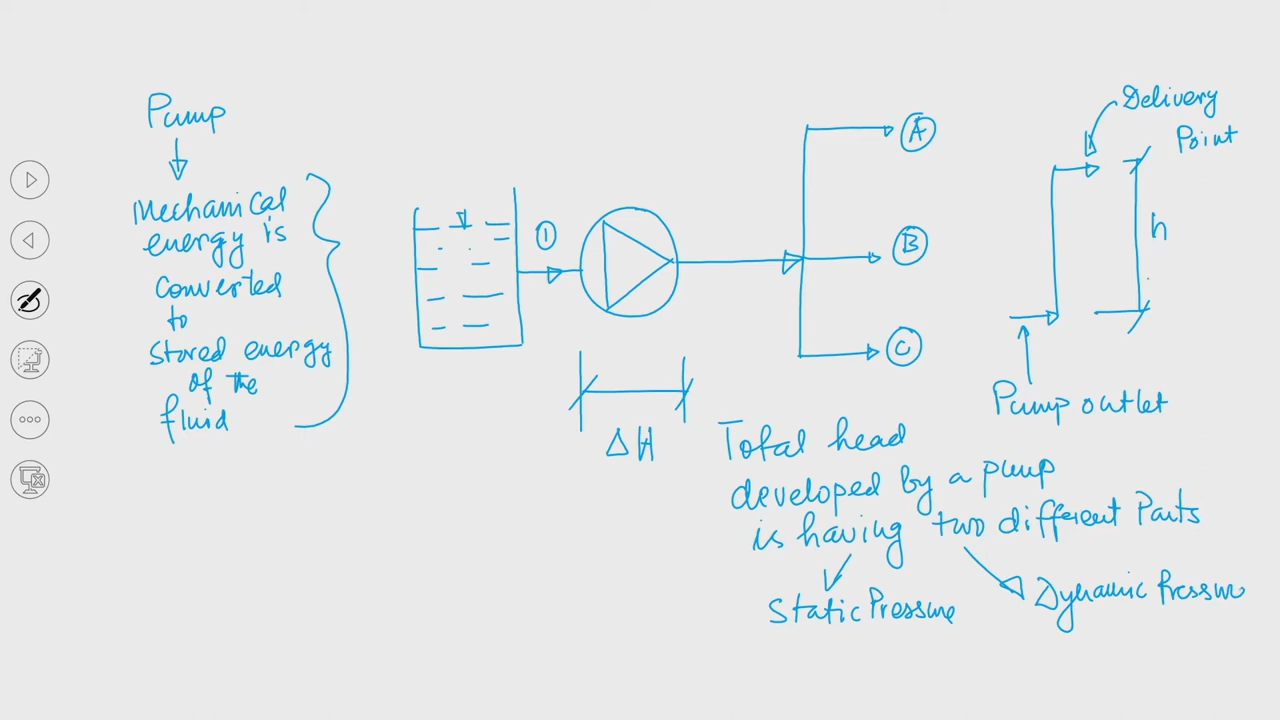 Pump
Mechanical
energy is
converted
to
stored energy
of the
fluid
1
ΔH
A
B
C
Delivery
Point
h
Pump outlet
Total head
developed by a pump
is having two different Parts
Static Pressure
Dynamic Pressure